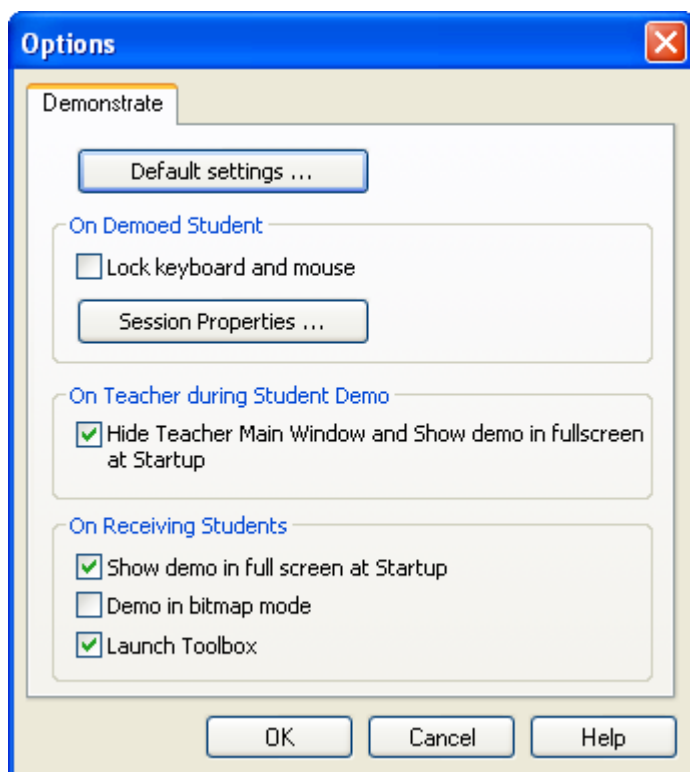 Options
Demonstrate
Default settings ...
On Demoed Student
Lock keyboard and mouse
Session Properties ...
On Teacher during Student Demo
Hide Teacher Main Window and Show demo in fullscreen
at Startup
On Receiving Students
Show demo in full screen at Startup
Demo in bitmap mode
Launch Toolbox
OK Cancel Help